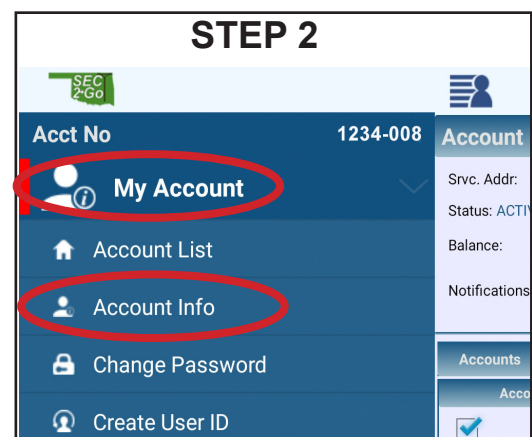 STEP 2
SEC
2·Go
Acct No 1234-008
My Account
Account List
Account Info
Change Password
Create User ID
Account
Srvc. Addr:
Status: ACTIV
Balance:
Notifications
Accounts
Acco